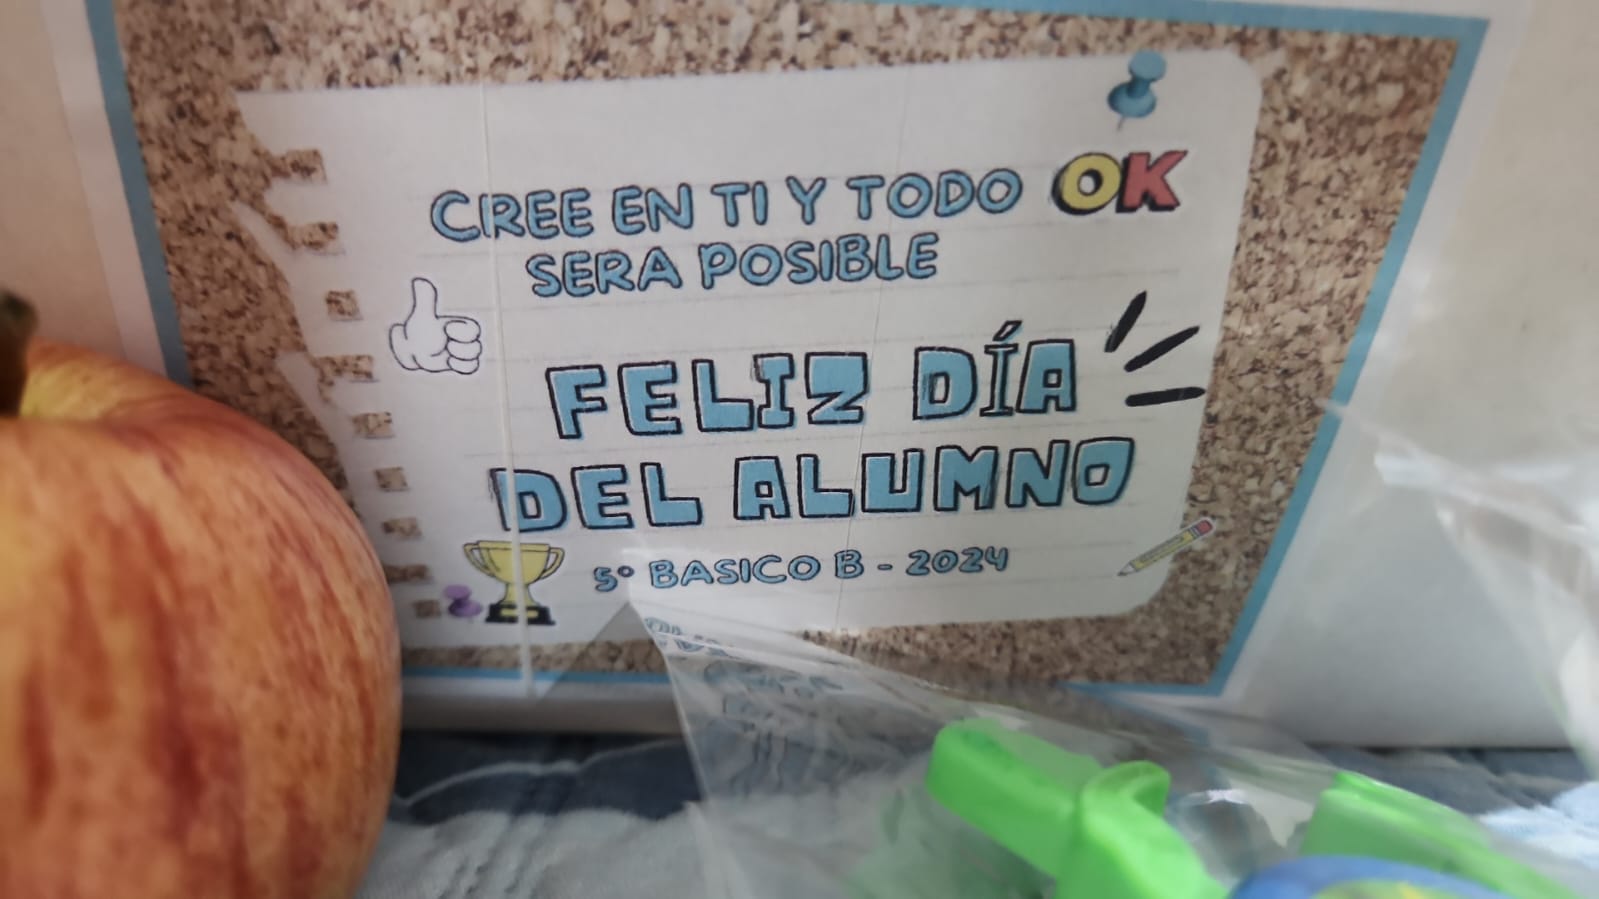 CREE EN TI Y TODO OK
SERA POSIBLE
FELIZ DÍA
DEL ALUMNO
5° BASICO B - 2024